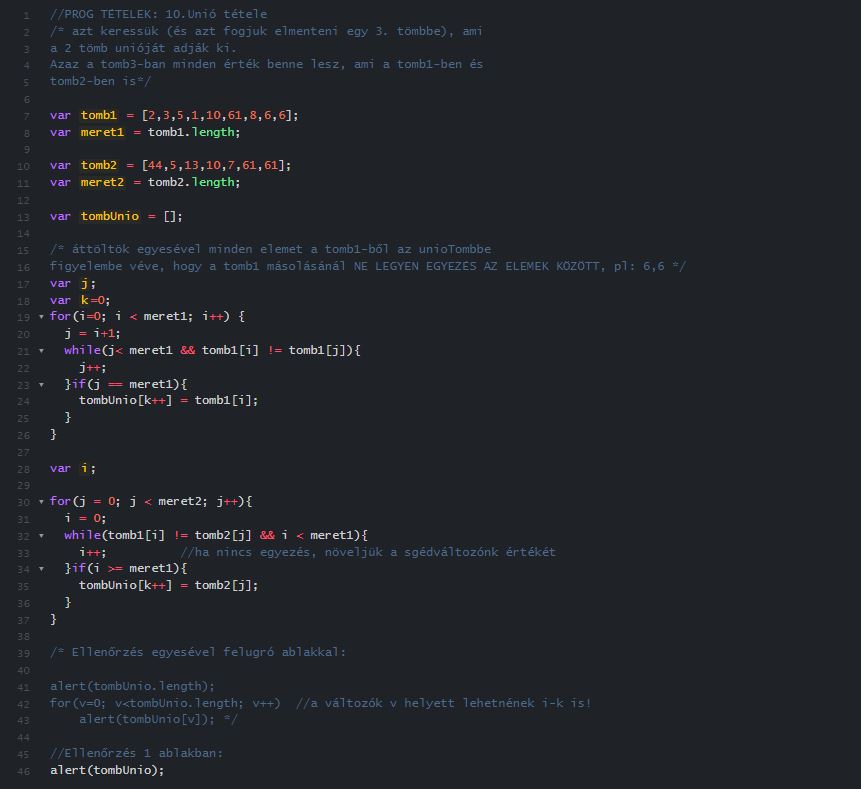 1 //PROG TÉTELEK: 10.Unió tétele
2 /* azt keressük (és azt fogjuk elmenteni egy 3. tömbbe), ami
3 a 2 tömb unióját adják ki.
4 Azaz a tomb3-ban minden érték benne lesz, ami a tomb1-ben és
5 tomb2-ben is*/
6
7 var tomb1 = [2,3,5,1,10,61,8,6,6];
8 var meret1 = tomb1.length;
9
10 var tomb2 = [44,5,13,10,7,61,61];
11 var meret2 = tomb2.length;
12
13 var tombUnio = [];
14
15 /* áttöltök egyesével minden elemet a tomb1-ből az unioTombbe
16 figyelembe véve, hogy a tomb1 másolásánál NE LEGYEN EGYEZÉS AZ ELEMEK KÖZÖTT, pl: 6,6 */
17 var j;
18 var k=0;
19 for(i=0; i < meret1; i++) {
20 j = i+1;
21 while(j< meret1 && tomb1[i] != tomb1[j]){
22 j++;
23 }if(j == meret1){
24 tombUnio[k++] = tomb1[i];
25 }
26 }
27
28 var i;
29
30 for(j = 0; j < meret2; j++){
31 i = 0;
32 while(tomb1[i] != tomb2[j] && i < meret1){
33 i++; //ha nincs egyezés, növeljük a sgédváltozónk értékét
34 }if(i >= meret1){
35 tombUnio[k++] = tomb2[j];
36 }
37 }
38
39 /* Ellenőrzés egyesével felugró ablakkal:
40
41 alert(tombUnio.length);
42 for(v=0; v<tombUnio.length; v++) //a változók v helyett lehetnének i-k is!
43 alert(tombUnio[v]); */
44
45 //Ellenőrzés 1 ablakban:
46 alert(tombUnio);